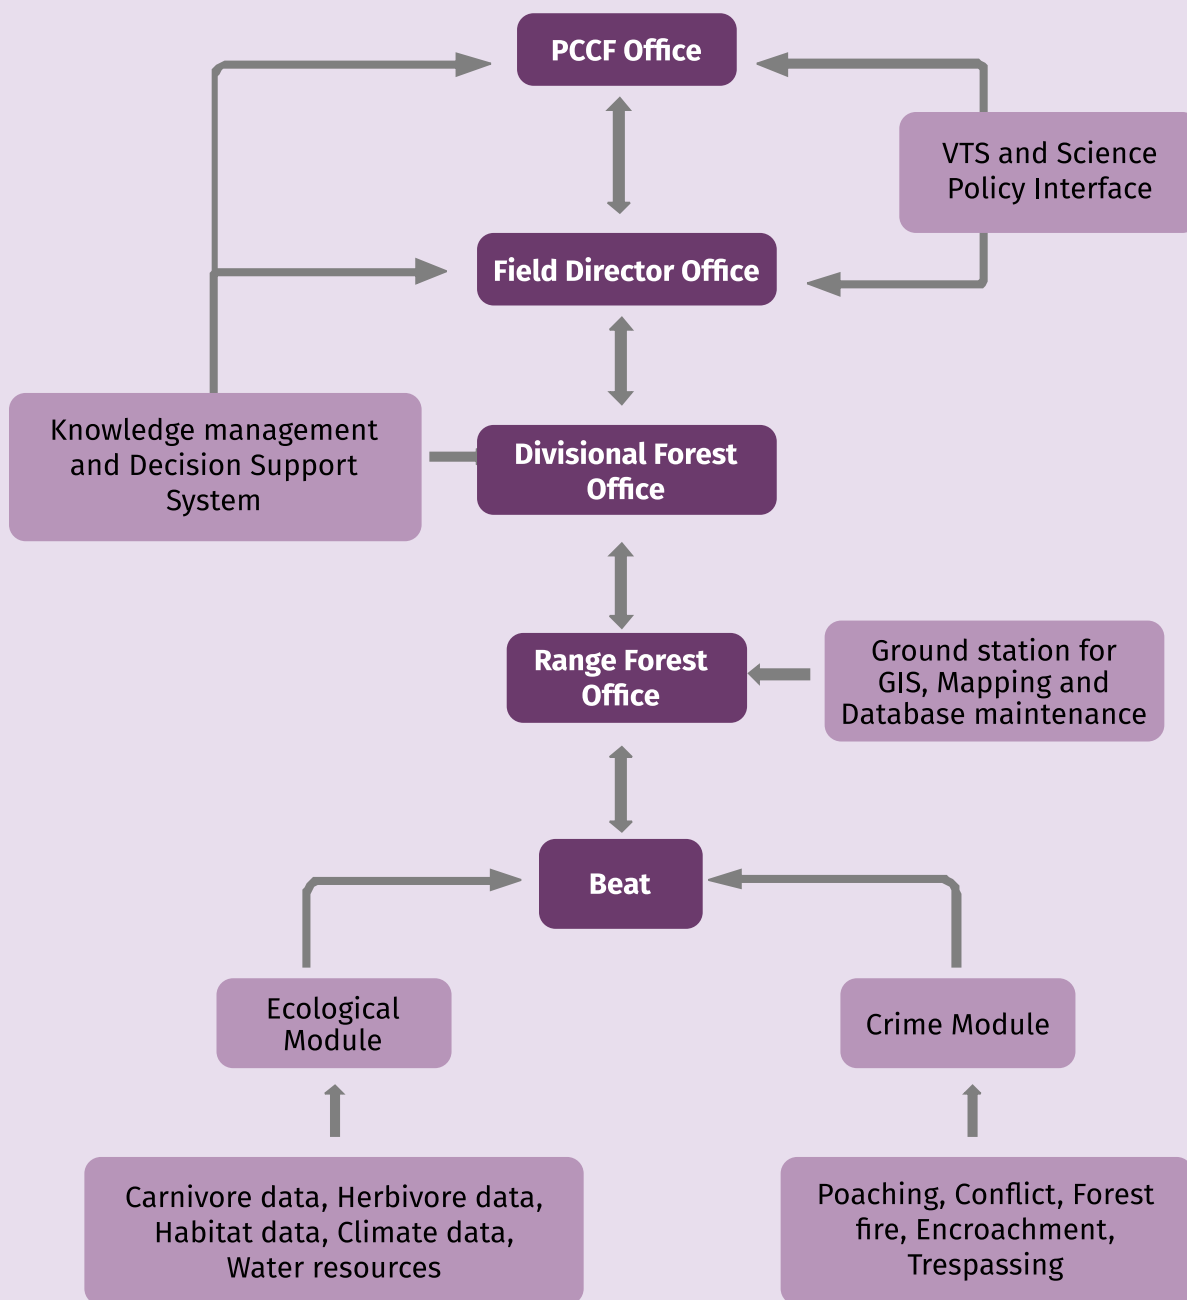 PCCF Office
VTS and Science
Policy Interface
Field Director Office
Knowledge management
and Decision Support
System
Divisional Forest
Office
Range Forest
Office
Ground station for
GIS, Mapping and
Database maintenance
Beat
Ecological
Module
Crime Module
Carnivore data, Herbivore data,
Habitat data, Climate data,
Water resources
Poaching, Conflict, Forest
fire, Encroachment,
Trespassing